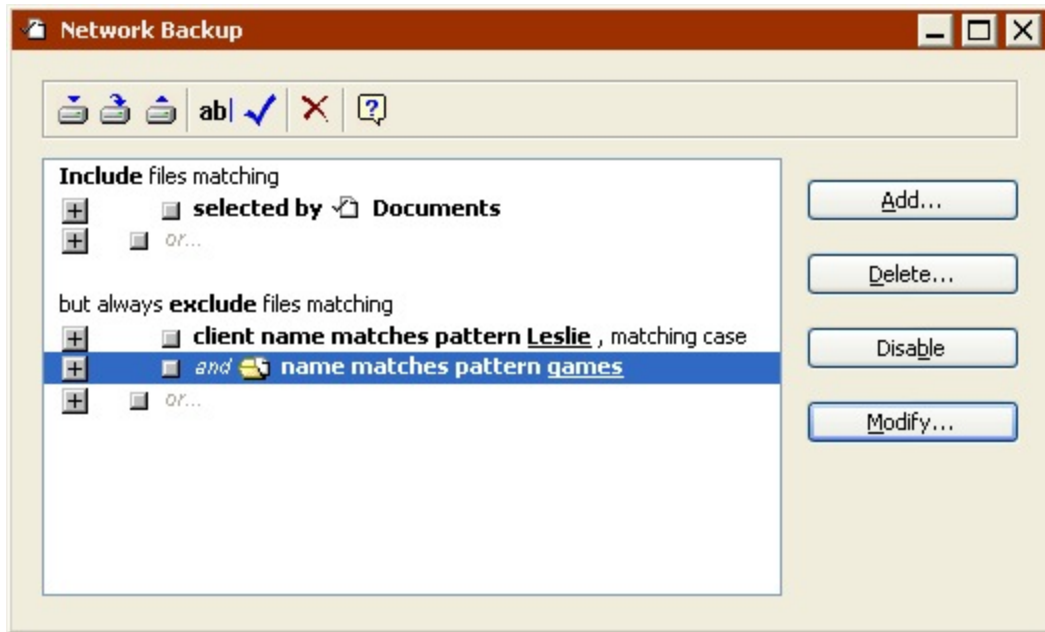 Network Backup
ab|
Include files matching
selected by Documents
or...
but always exclude files matching
client name matches pattern Leslie , matching case
and name matches pattern games
or...
Add...
Delete...
Disable
Modify...